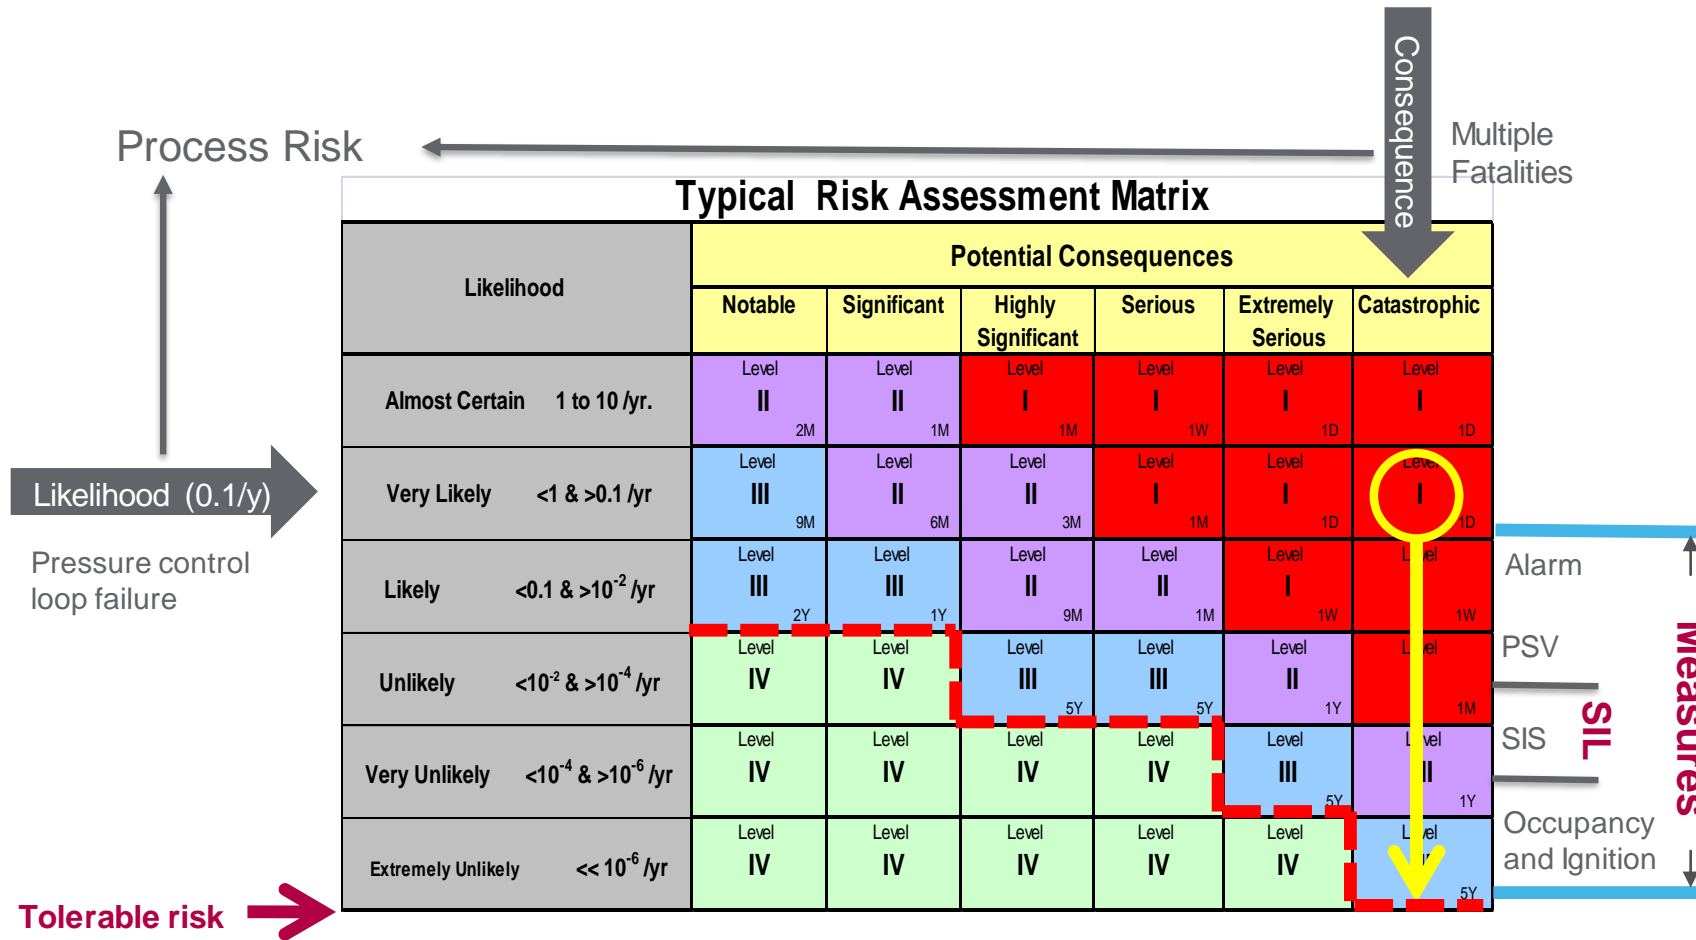 Consequence
Multiple
Fatalities
Process Risk
Typical Risk Assessment Matrix
Likelihood
Potential Consequences
Notable
Significant
Highly
Significant
Serious
Extremely
Serious
Catastrophic
Almost Certain 1 to 10 /yr.
Level
II
2M
Level
II
1M
Level
I
1M
Level
I
1W
Level
I
1D
Level
I
1D
Likelihood (0.1/y)
Pressure control
loop failure
Very Likely <1 & >0.1 /yr
Level
III
9M
Level
II
6M
Level
II
3M
Level
I
1M
Level
I
1D
Level
I
1D
Likely <0.1 & >10⁻² /yr
Level
III
2Y
Level
III
1Y
Level
II
9M
Level
II
1M
Level
I
1W
Level
1W
Alarm
Unlikely <10⁻² & >10⁻⁴ /yr
Level
IV
Level
IV
Level
III
5Y
Level
III
5Y
Level
II
1Y
Level
1M
PSV
Very Unlikely <10⁻⁴ & >10⁻⁶ /yr
Level
IV
Level
IV
Level
IV
Level
IV
Level
III
5Y
Level
II
1Y
SIS
SIL
Measures
Extremely Unlikely << 10⁻⁶ /yr
Level
IV
Level
IV
Level
IV
Level
IV
Level
IV
Level
5Y
Occupancy
and Ignition
Tolerable risk